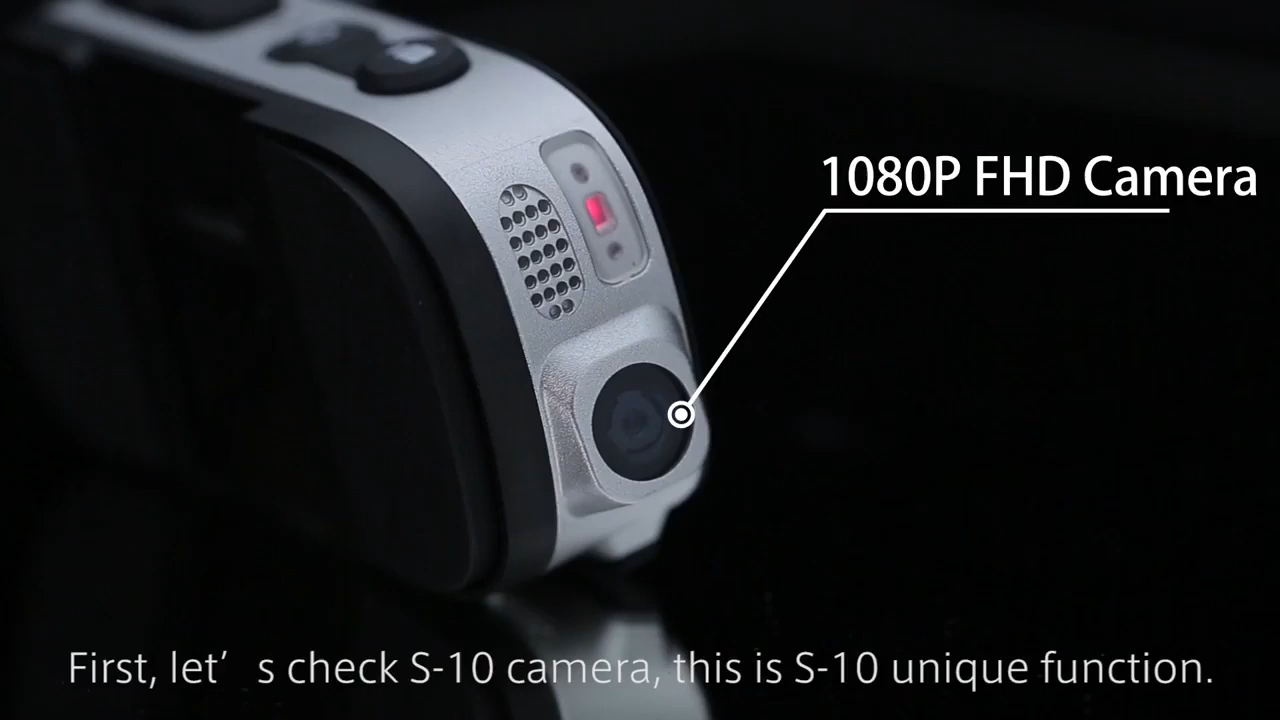 1080P FHD Camera
First, let’ s check S-10 camera, this is S-10 unique function.